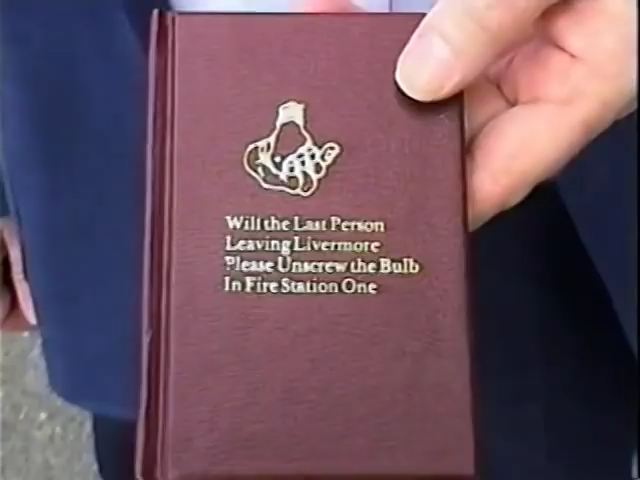 Will the Last Person
Leaving Livermore
Please Unscrew the Bulb
In Fire Station One